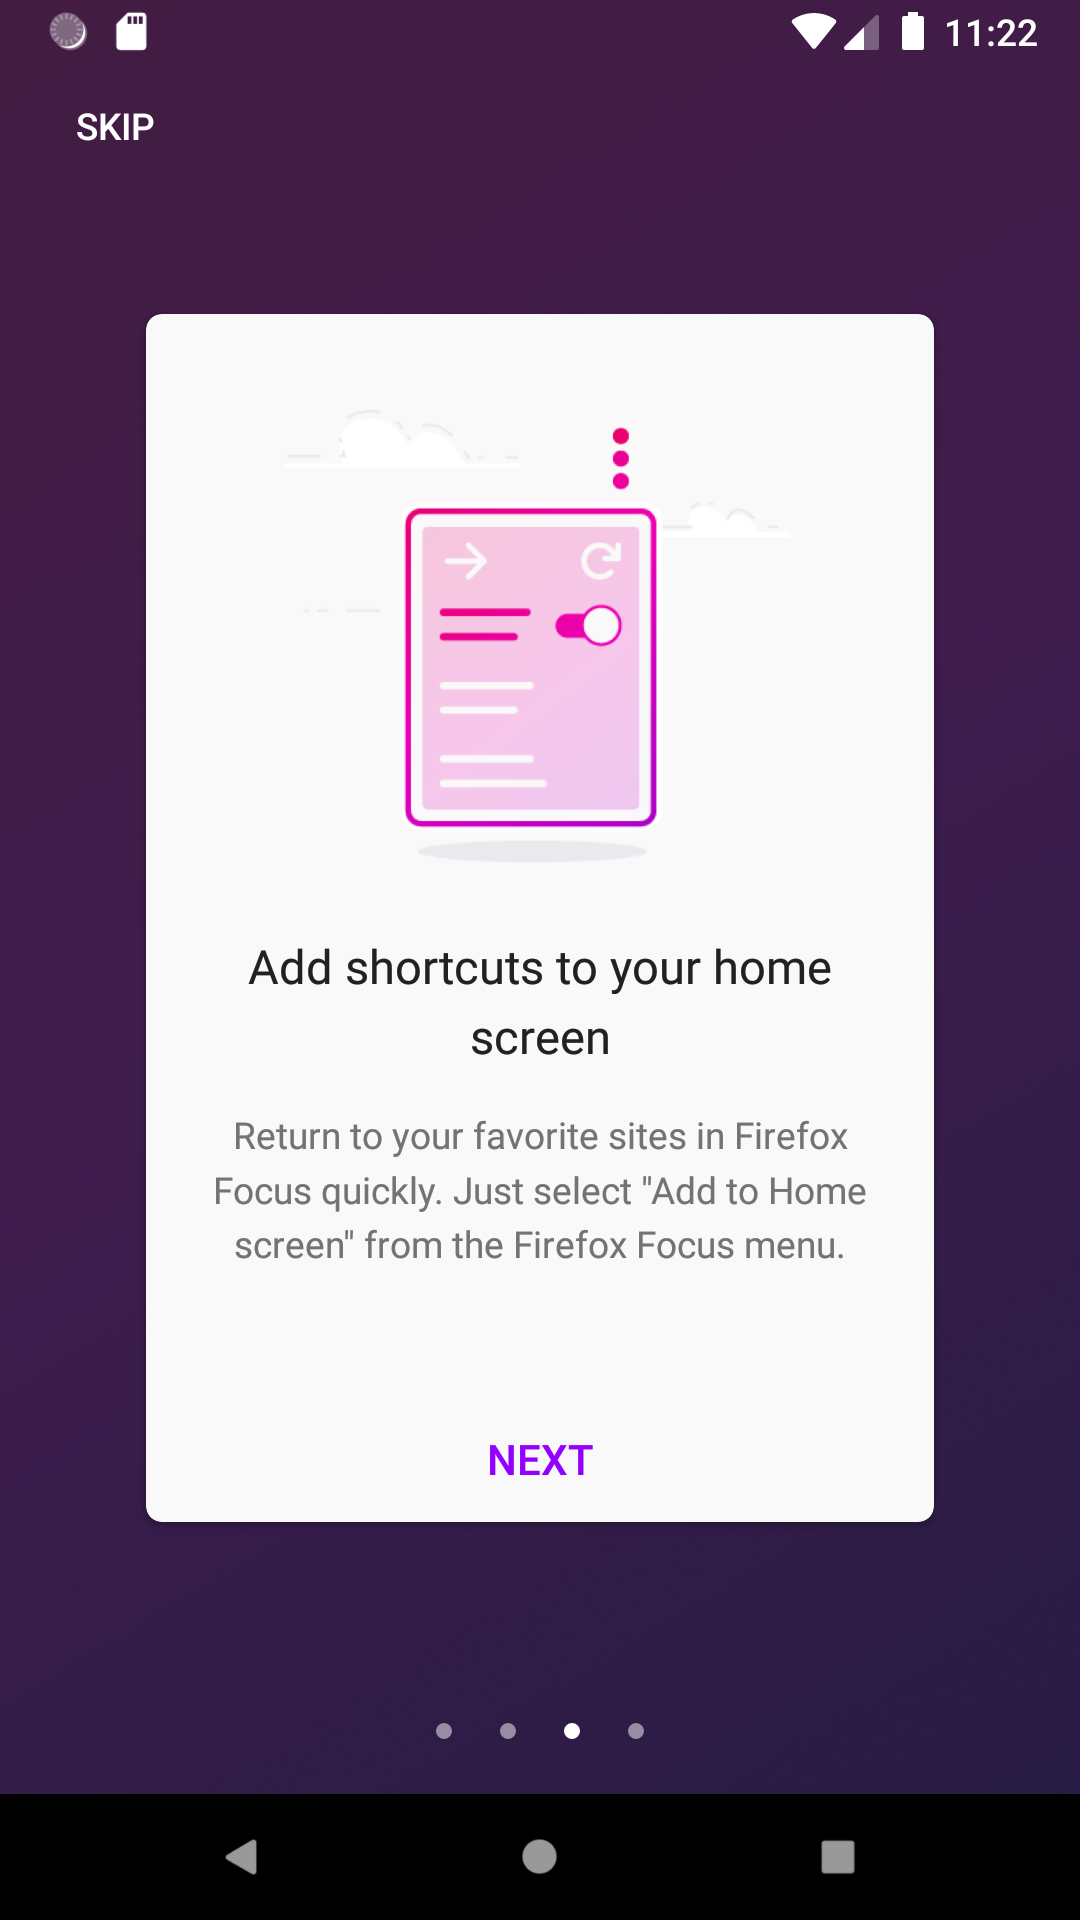 11:22
SKIP
Add shortcuts to your home
screen
Return to your favorite sites in Firefox
Focus quickly. Just select "Add to Home
screen" from the Firefox Focus menu.
NEXT